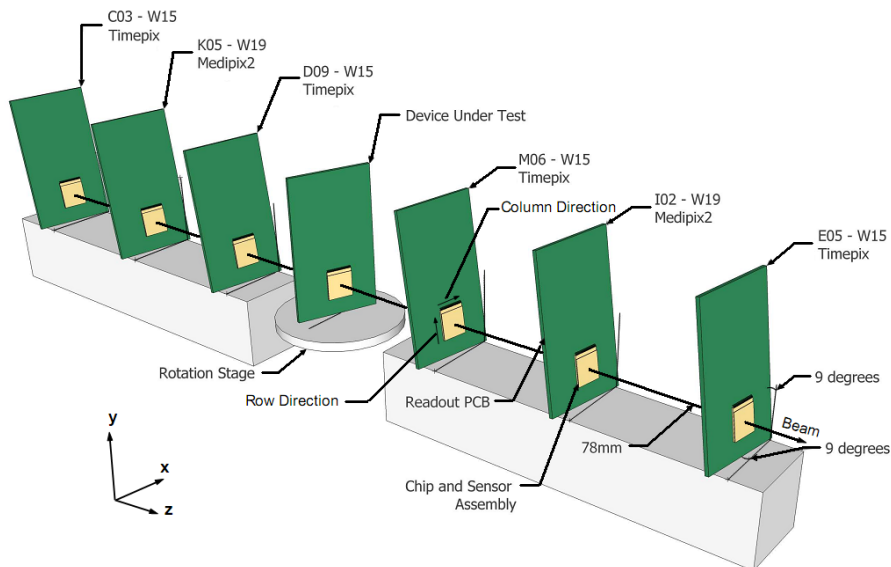 C03 - W15
Timepix
K05 - W19
Medipix2
D09 - W15
Timepix
Device Under Test
M06 - W15
Timepix
Column Direction
I02 - W19
Medipix2
E05 - W15
Timepix
Rotation Stage
Row Direction
Readout PCB
9 degrees
Beam
78mm
9 degrees
Chip and Sensor
Assembly
y
x
z